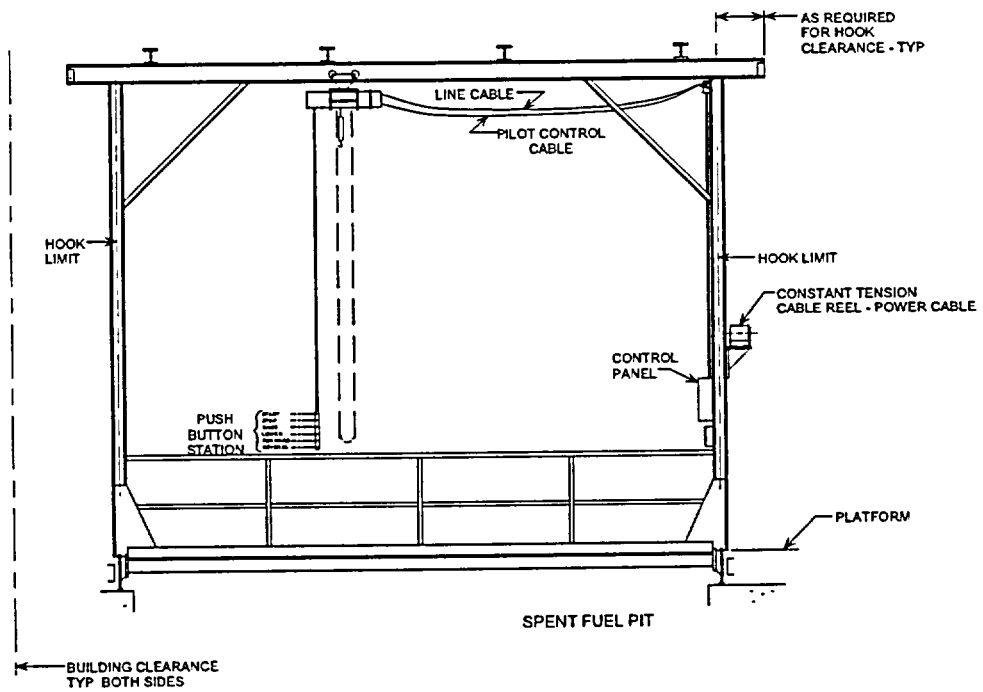 AS REQUIRED
FOR HOOK
CLEARANCE - TYP
LINE CABLE
PILOT CONTROL
CABLE
HOOK
LIMIT
HOOK LIMIT
CONSTANT TENSION
CABLE REEL - POWER CABLE
CONTROL
PANEL
PUSH
BUTTON
STATION
PLATFORM
SPENT FUEL PIT
BUILDING CLEARANCE
TYP BOTH SIDES